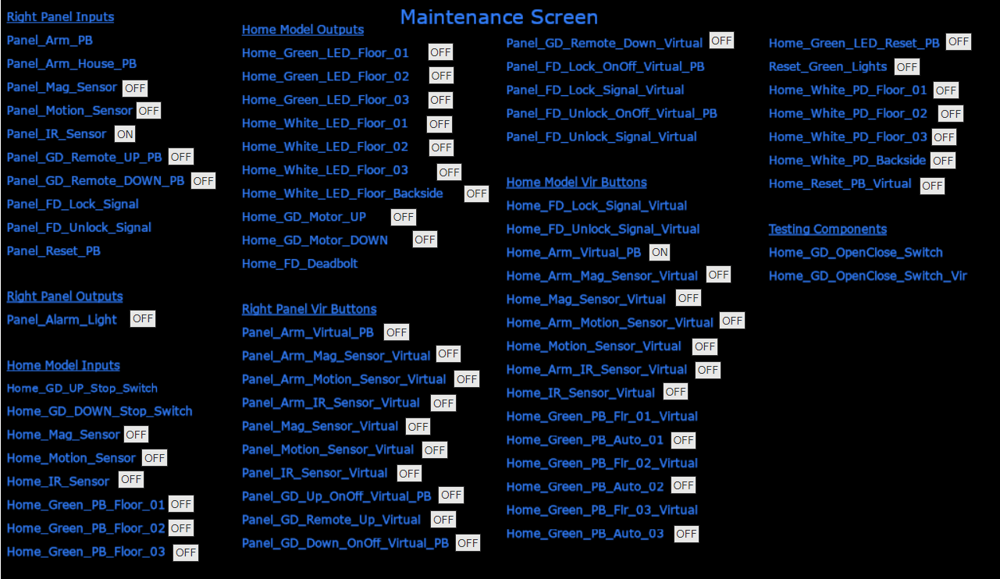 Maintenance Screen
Right Panel Inputs
Panel_Arm_PB
Panel_Arm_House_PB
Panel_Mag_Sensor OFF
Panel_Motion_Sensor OFF
Panel_IR_Sensor ON
Panel_GD_Remote_UP_PB OFF
Panel_GD_Remote_DOWN_PB OFF
Panel_FD_Lock_Signal
Panel_FD_Unlock_Signal
Panel_Reset_PB
Right Panel Outputs
Panel_Alarm_Light OFF
Home Model Inputs
Home_GD_UP_Stop_Switch
Home_GD_DOWN_Stop_Switch
Home_Mag_Sensor OFF
Home_Motion_Sensor OFF
Home_IR_Sensor OFF
Home_Green_PB_Floor_01 OFF
Home_Green_PB_Floor_02 OFF
Home_Green_PB_Floor_03 OFF
Home Model Outputs
Home_Green_LED_Floor_01 OFF
Home_Green_LED_Floor_02 OFF
Home_Green_LED_Floor_03 OFF
Home_White_LED_Floor_01 OFF
Home_White_LED_Floor_02 OFF
Home_White_LED_Floor_03 OFF
Home_White_LED_Floor_Backside OFF
Home_GD_Motor_UP OFF
Home_GD_Motor_DOWN OFF
Home_FD_Deadbolt
Right Panel Vir Buttons
Panel_Arm_Virtual_PB OFF
Panel_Arm_Mag_Sensor_Virtual OFF
Panel_Arm_Motion_Sensor_Virtual OFF
Panel_Arm_IR_Sensor_Virtual OFF
Panel_Mag_Sensor_Virtual OFF
Panel_Motion_Sensor_Virtual OFF
Panel_IR_Sensor_Virtual OFF
Panel_GD_Up_OnOff_Virtual_PB OFF
Panel_GD_Remote_Up_Virtual OFF
Panel_GD_Down_OnOff_Virtual_PB OFF
Panel_GD_Remote_Down_Virtual OFF
Panel_FD_Lock_OnOff_Virtual_PB
Panel_FD_Lock_Signal_Virtual
Panel_FD_Unlock_OnOff_Virtual_PB
Panel_FD_Unlock_Signal_Virtual
Home Model Vir Buttons
Home_FD_Lock_Signal_Virtual
Home_FD_Unlock_Signal_Virtual
Home_Arm_Virtual_PB ON
Home_Arm_Mag_Sensor_Virtual OFF
Home_Mag_Sensor_Virtual OFF
Home_Arm_Motion_Sensor_Virtual OFF
Home_Motion_Sensor_Virtual OFF
Home_Arm_IR_Sensor_Virtual OFF
Home_IR_Sensor_Virtual OFF
Home_Green_PB_Flr_01_Virtual
Home_Green_PB_Auto_01 OFF
Home_Green_PB_Flr_02_Virtual
Home_Green_PB_Auto_02 OFF
Home_Green_PB_Flr_03_Virtual
Home_Green_PB_Auto_03 OFF
Home_Green_LED_Reset_PB OFF
Reset_Green_Lights OFF
Home_White_PD_Floor_01 OFF
Home_White_PD_Floor_02 OFF
Home_White_PD_Floor_03 OFF
Home_White_PD_Backside OFF
Home_Reset_PB_Virtual OFF
Testing Components
Home_GD_OpenClose_Switch
Home_GD_OpenClose_Switch_Vir